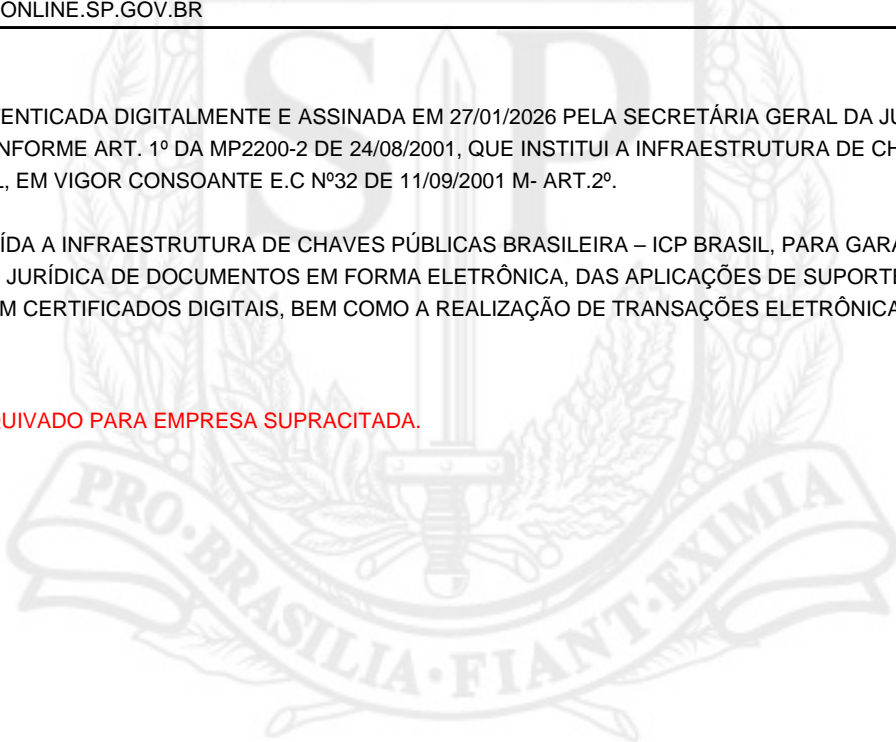 ONLINE.SP.GOV.BR
ENTICADA DIGITALMENTE E ASSINADA EM 27/01/2026 PELA SECRETÁRIA GERAL DA JU
NFORME ART. 1º DA MP2200-2 DE 24/08/2001, QUE INSTITUI A INFRAESTRUTURA DE CH
L, EM VIGOR CONSOANTE E.C Nº32 DE 11/09/2001 M- ART.2º.
ÍDA A INFRAESTRUTURA DE CHAVES PÚBLICAS BRASILEIRA – ICP BRASIL, PARA GARA
JURÍDICA DE DOCUMENTOS EM FORMA ELETRÔNICA, DAS APLICAÇÕES DE SUPORTE
M CERTIFICADOS DIGITAIS, BEM COMO A REALIZAÇÃO DE TRANSAÇÕES ELETRÔNICA
QUIVADO PARA EMPRESA SUPRACITADA.
SP
PRO·BRASILIA·FIANT·EXIMIA